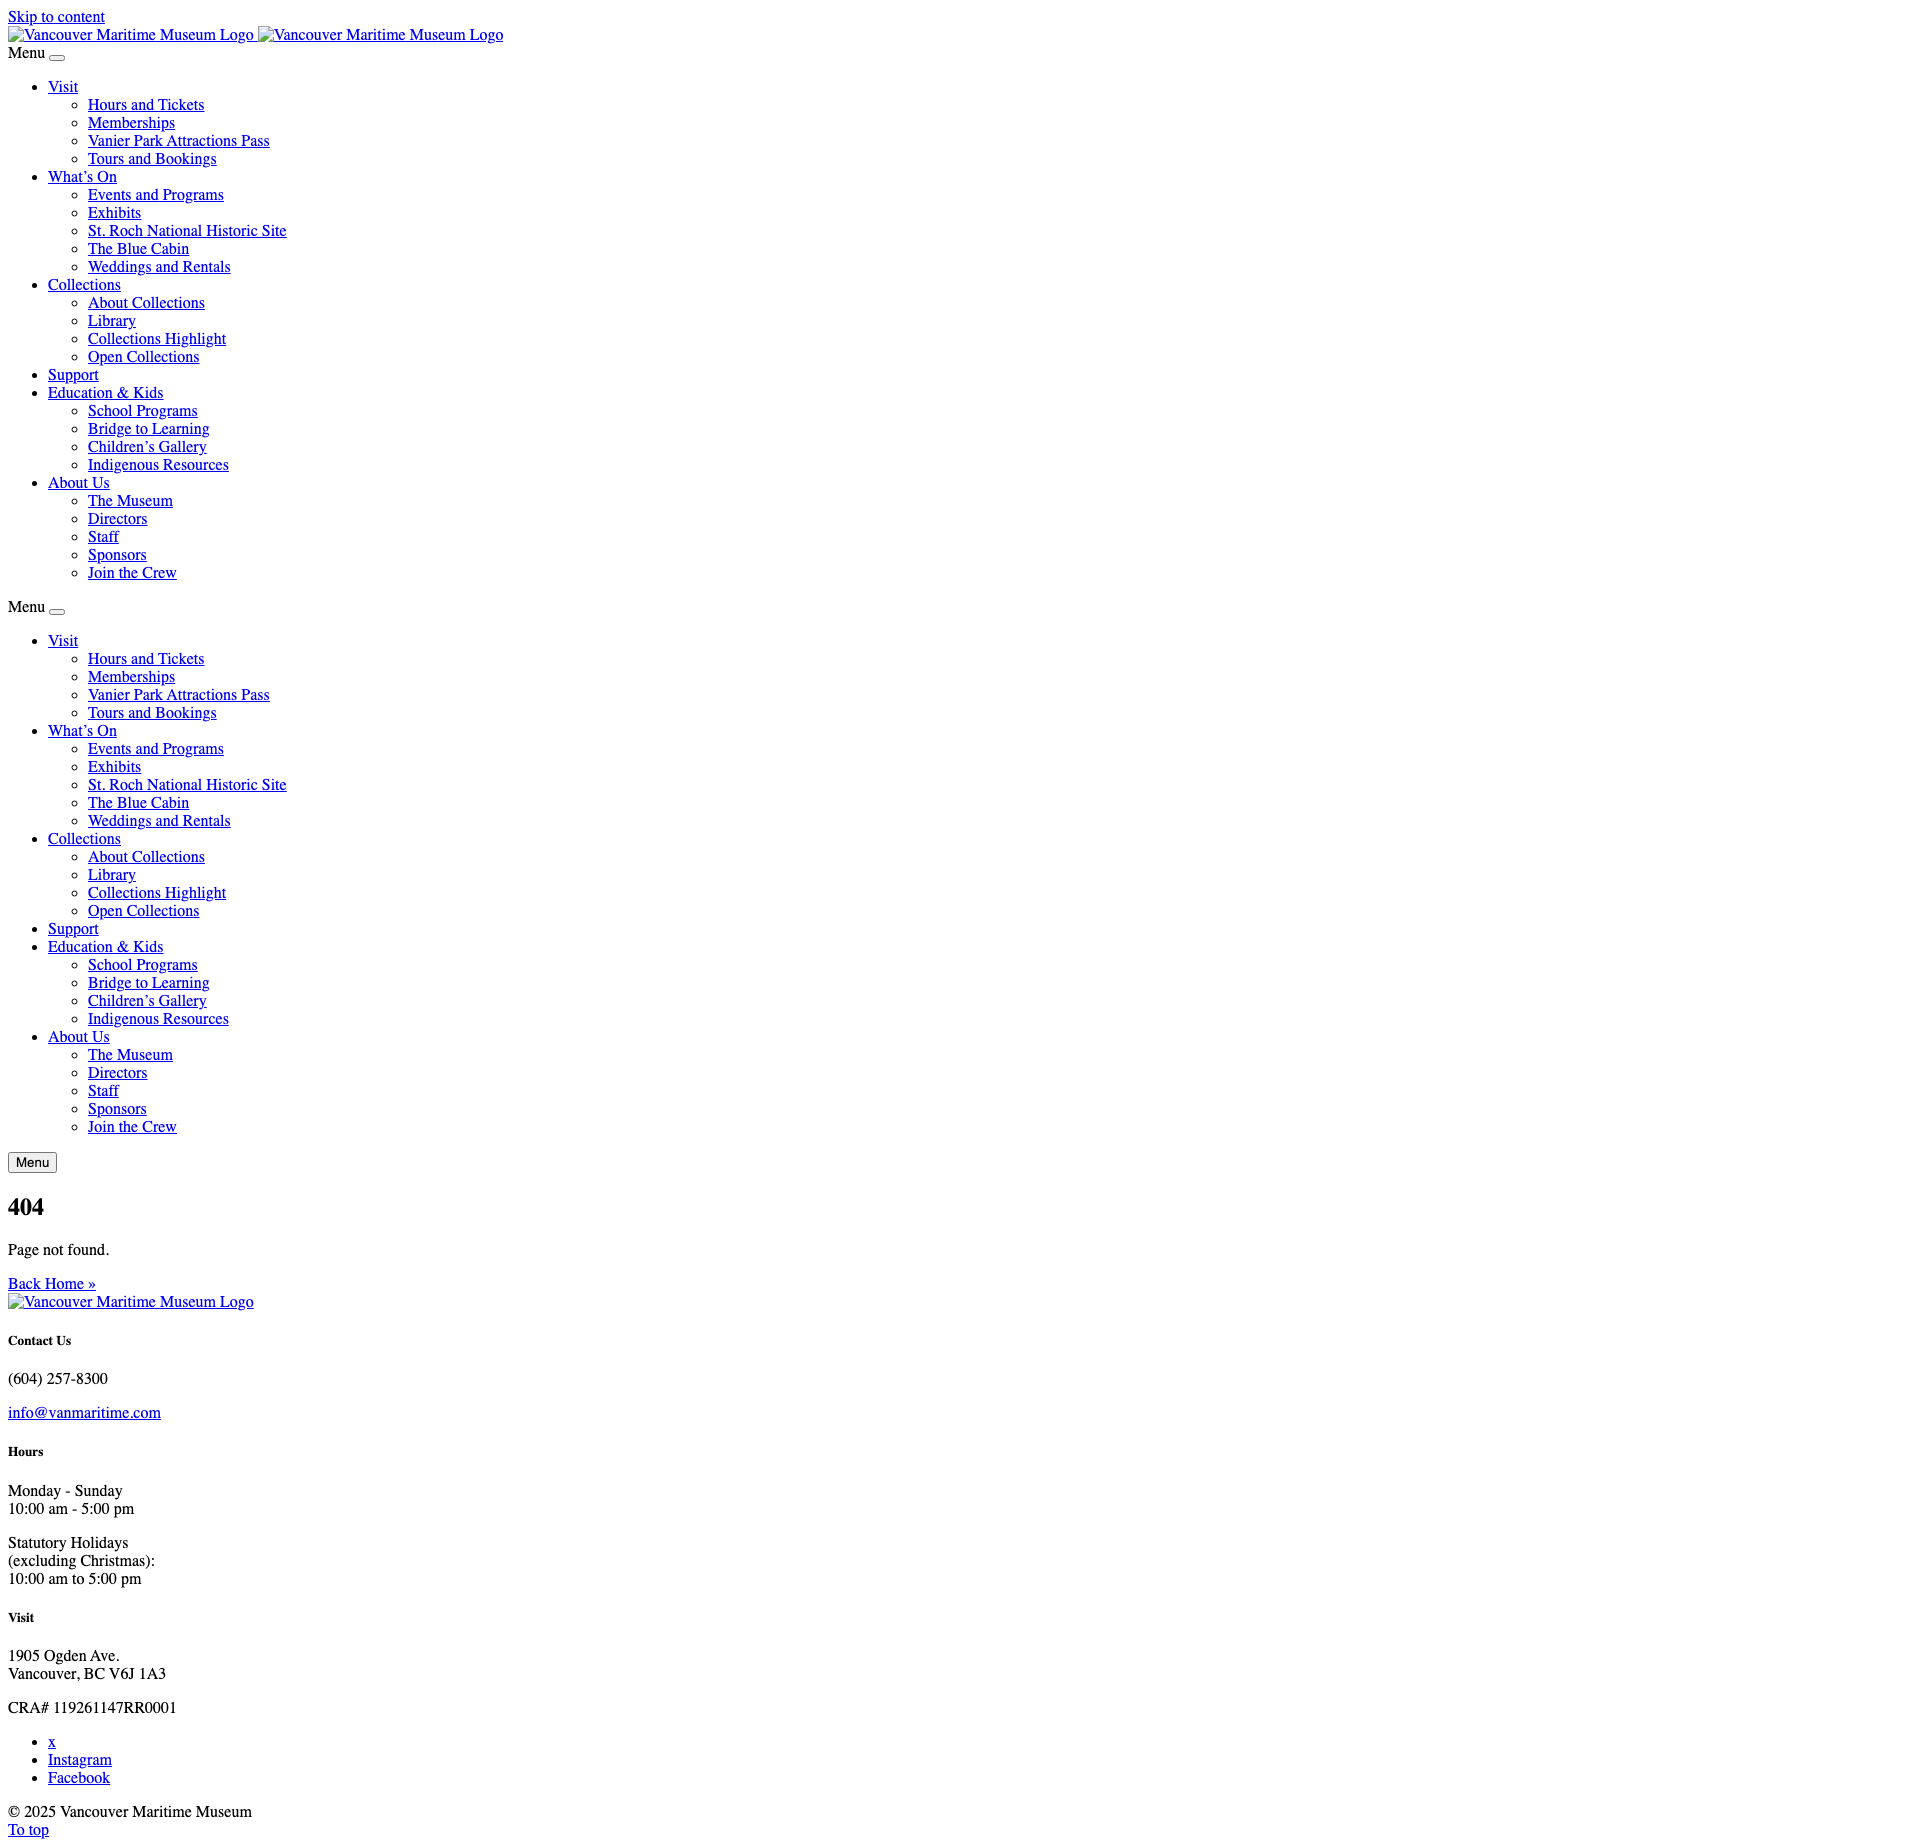 Skip to content
Vancouver Maritime Museum Logo Vancouver Maritime Museum Logo
Menu
Visit
Hours and Tickets
Memberships
Vanier Park Attractions Pass
Tours and Bookings
What’s On
Events and Programs
Exhibits
St. Roch National Historic Site
The Blue Cabin
Weddings and Rentals
Collections
About Collections
Library
Collections Highlight
Open Collections
Support
Education & Kids
School Programs
Bridge to Learning
Children’s Gallery
Indigenous Resources
About Us
The Museum
Directors
Staff
Sponsors
Join the Crew
Menu
Visit
Hours and Tickets
Memberships
Vanier Park Attractions Pass
Tours and Bookings
What’s On
Events and Programs
Exhibits
St. Roch National Historic Site
The Blue Cabin
Weddings and Rentals
Collections
About Collections
Library
Collections Highlight
Open Collections
Support
Education & Kids
School Programs
Bridge to Learning
Children’s Gallery
Indigenous Resources
About Us
The Museum
Directors
Staff
Sponsors
Join the Crew
Menu
404
Page not found.
Back Home »
Vancouver Maritime Museum Logo
Contact Us
(604) 257-8300
info@vanmaritime.com
Hours
Monday - Sunday
10:00 am - 5:00 pm
Statutory Holidays
(excluding Christmas):
10:00 am to 5:00 pm
Visit
1905 Ogden Ave.
Vancouver, BC V6J 1A3
CRA# 119261147RR0001
x
Instagram
Facebook
© 2025 Vancouver Maritime Museum
To top